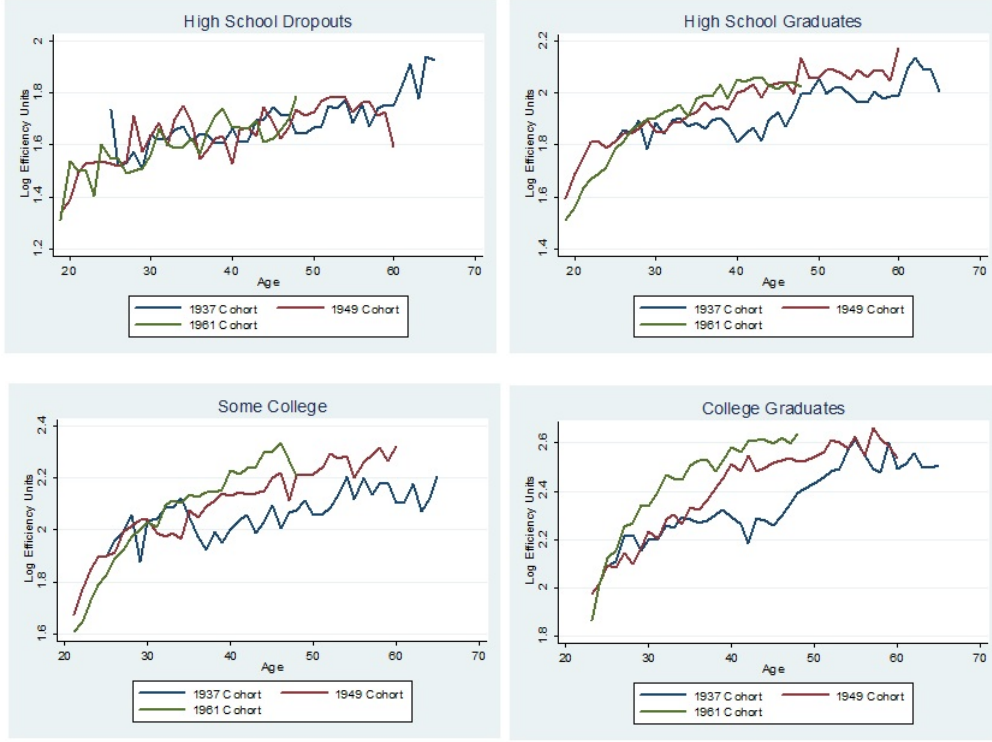 High School Dropouts
Log Efficiency Units
2
1.8
1.6
1.4
1.2
20 30 40 50 60 70
Age
1937 Cohort 1949 Cohort
1961 Cohort
High School Graduates
Log Efficiency Units
2.2
2
1.8
1.6
1.4
20 30 40 50 60 70
Age
1937 Cohort 1949 Cohort
1961 Cohort
Some College
Log Efficiency Units
2.4
2.2
2
1.8
1.6
20 30 40 50 60 70
Age
1937 Cohort 1949 Cohort
1961 Cohort
College Graduates
Log Efficiency Units
2.6
2.4
2.2
2
1.8
20 30 40 50 60 70
Age
1937 Cohort 1949 Cohort
1961 Cohort